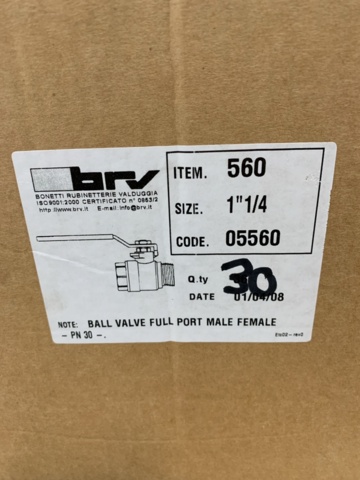 brv
BONETTI RUBINETTERIE VALDUGGIA
ISO9001:2000 CERTIFICATO n° 0853/2
http://www.brv.it E-mail: info@brv.it
ITEM. 560
SIZE. 1"1/4
CODE. 05560
Q.ty 30
DATE 01/04/08
NOTE: BALL VALVE FULL PORT MALE FEMALE
- PN 30 -.